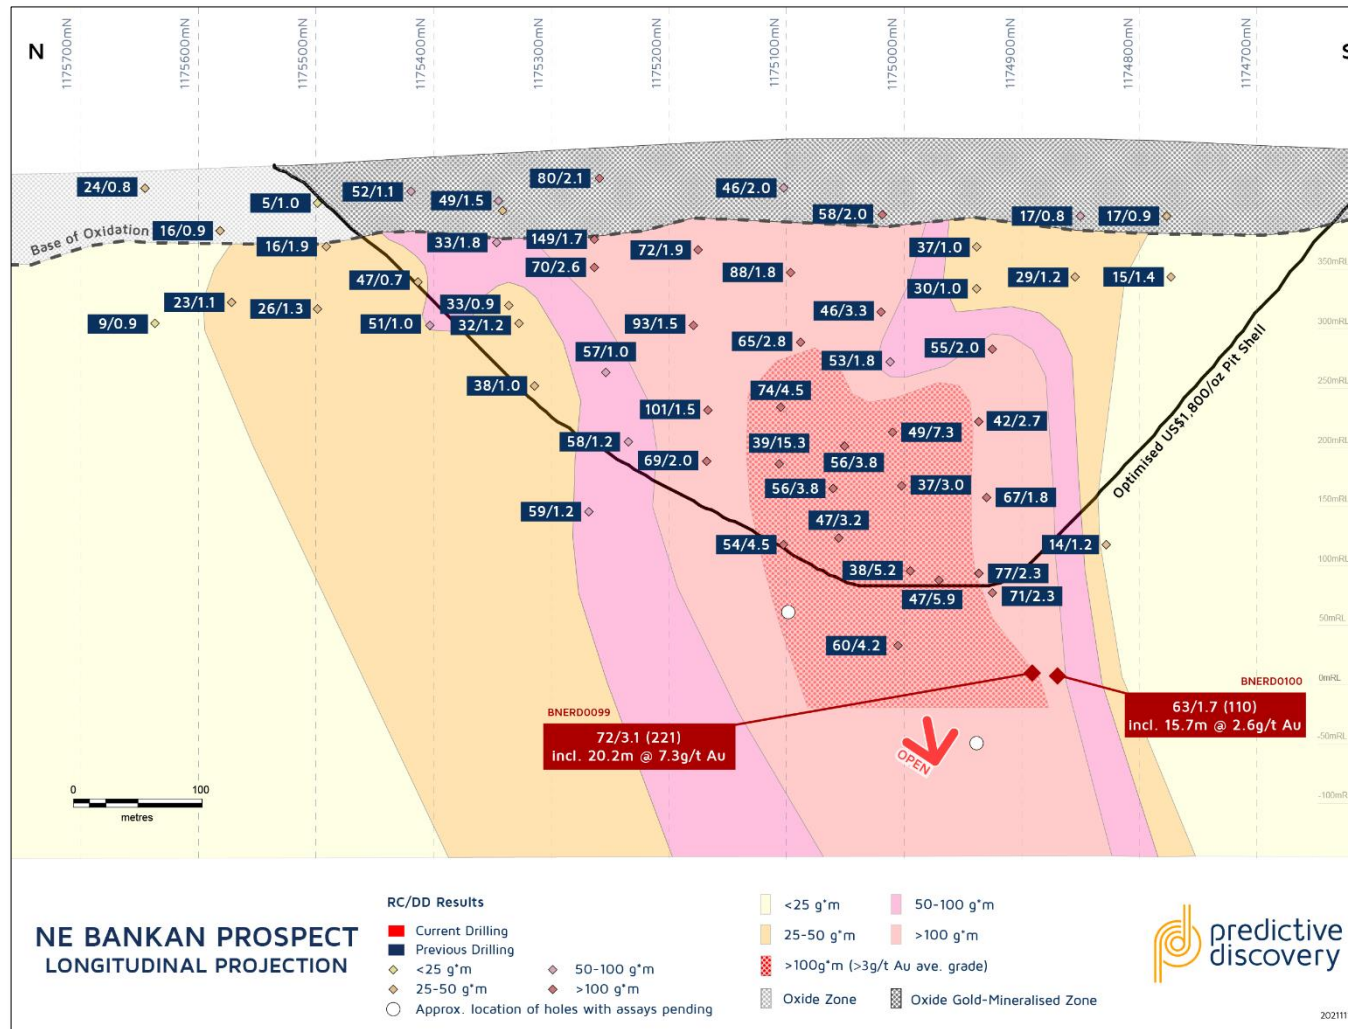 N
S
1175700mN
1175600mN
1175500mN
1175400mN
1175300mN
1175200mN
1175100mN
1175000mN
1174900mN
1174800mN
1174700mN
24/0.8
5/1.0
52/1.1
49/1.5
80/2.1
46/2.0
58/2.0
17/0.8
17/0.9
16/0.9
Base of Oxidation
16/1.9
33/1.8
149/1.7
72/1.9
37/1.0
350mRL
47/0.7
70/2.6
88/1.8
29/1.2
15/1.4
23/1.1
26/1.3
33/0.9
30/1.0
9/0.9
51/1.0
32/1.2
93/1.5
46/3.3
300mRL
57/1.0
65/2.8
53/1.8
55/2.0
38/1.0
74/4.5
250mRL
101/1.5
42/2.7
58/1.2
69/2.0
39/15.3
56/3.8
49/7.3
200mRL
56/3.8
37/3.0
67/1.8
150mRL
59/1.2
47/3.2
54/4.5
14/1.2
Optimised US$1,800/oz Pit Shell
38/5.2
77/2.3
100mRL
47/5.9
71/2.3
60/4.2
50mRL
0mRL
BNERD0100
63/1.7 (110)
incl. 15.7m @ 2.6g/t Au
BNERD0099
72/3.1 (221)
incl. 20.2m @ 7.3g/t Au
OPEN
-50mRL
-100mRL
0 100
metres
NE BANKAN PROSPECT
LONGITUDINAL PROJECTION
RC/DD Results
Current Drilling
Previous Drilling
<25 g*m
25-50 g*m
50-100 g*m
>100 g*m
Approx. location of holes with assays pending
<25 g*m
50-100 g*m
25-50 g*m
>100 g*m
>100g*m (>3g/t Au ave. grade)
Oxide Zone
Oxide Gold-Mineralised Zone
predictive
discovery
202111